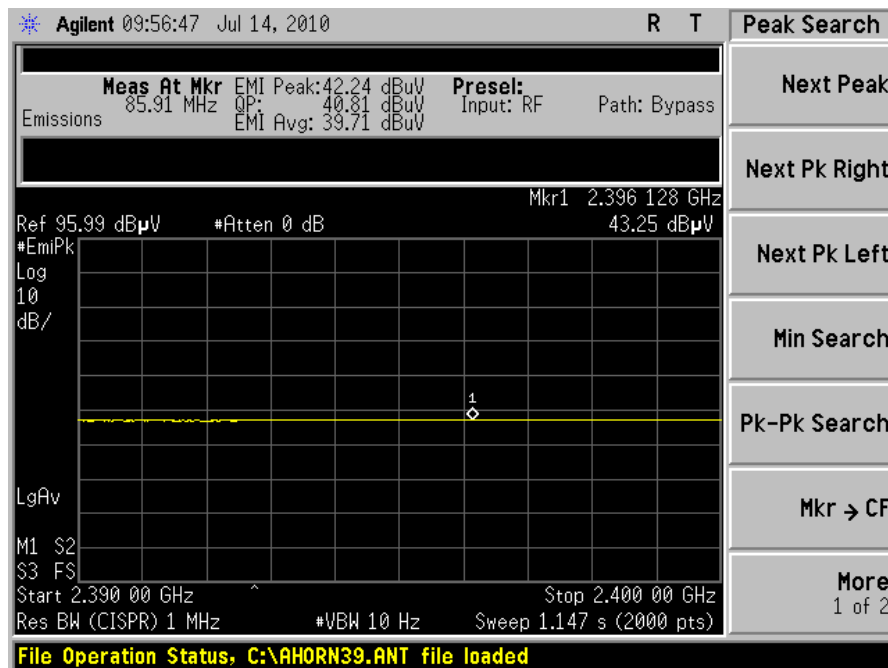 Agilent 09:56:47 Jul 14, 2010 R T
Peak Search
Meas At Mkr EMI Peak:42.24 dBuV Presel:
85.91 MHz QP: 40.81 dBuV Input: RF Path: Bypass
Emissions EMI Avg: 39.71 dBuV
Mkr1 2.396 128 GHz
Ref 95.99 dBµV #Atten 0 dB 43.25 dBµV
#EmiPk
Log
10
dB/
1
LgAv
M1 S2
S3 FS
Start 2.390 00 GHz ^ Stop 2.400 00 GHz
Res BW (CISPR) 1 MHz #VBW 10 Hz Sweep 1.147 s (2000 pts)
File Operation Status, C:\AHORN39.ANT file loaded
Next Peak
Next Pk Right
Next Pk Left
Min Search
Pk-Pk Search
Mkr → CF
More
1 of 2